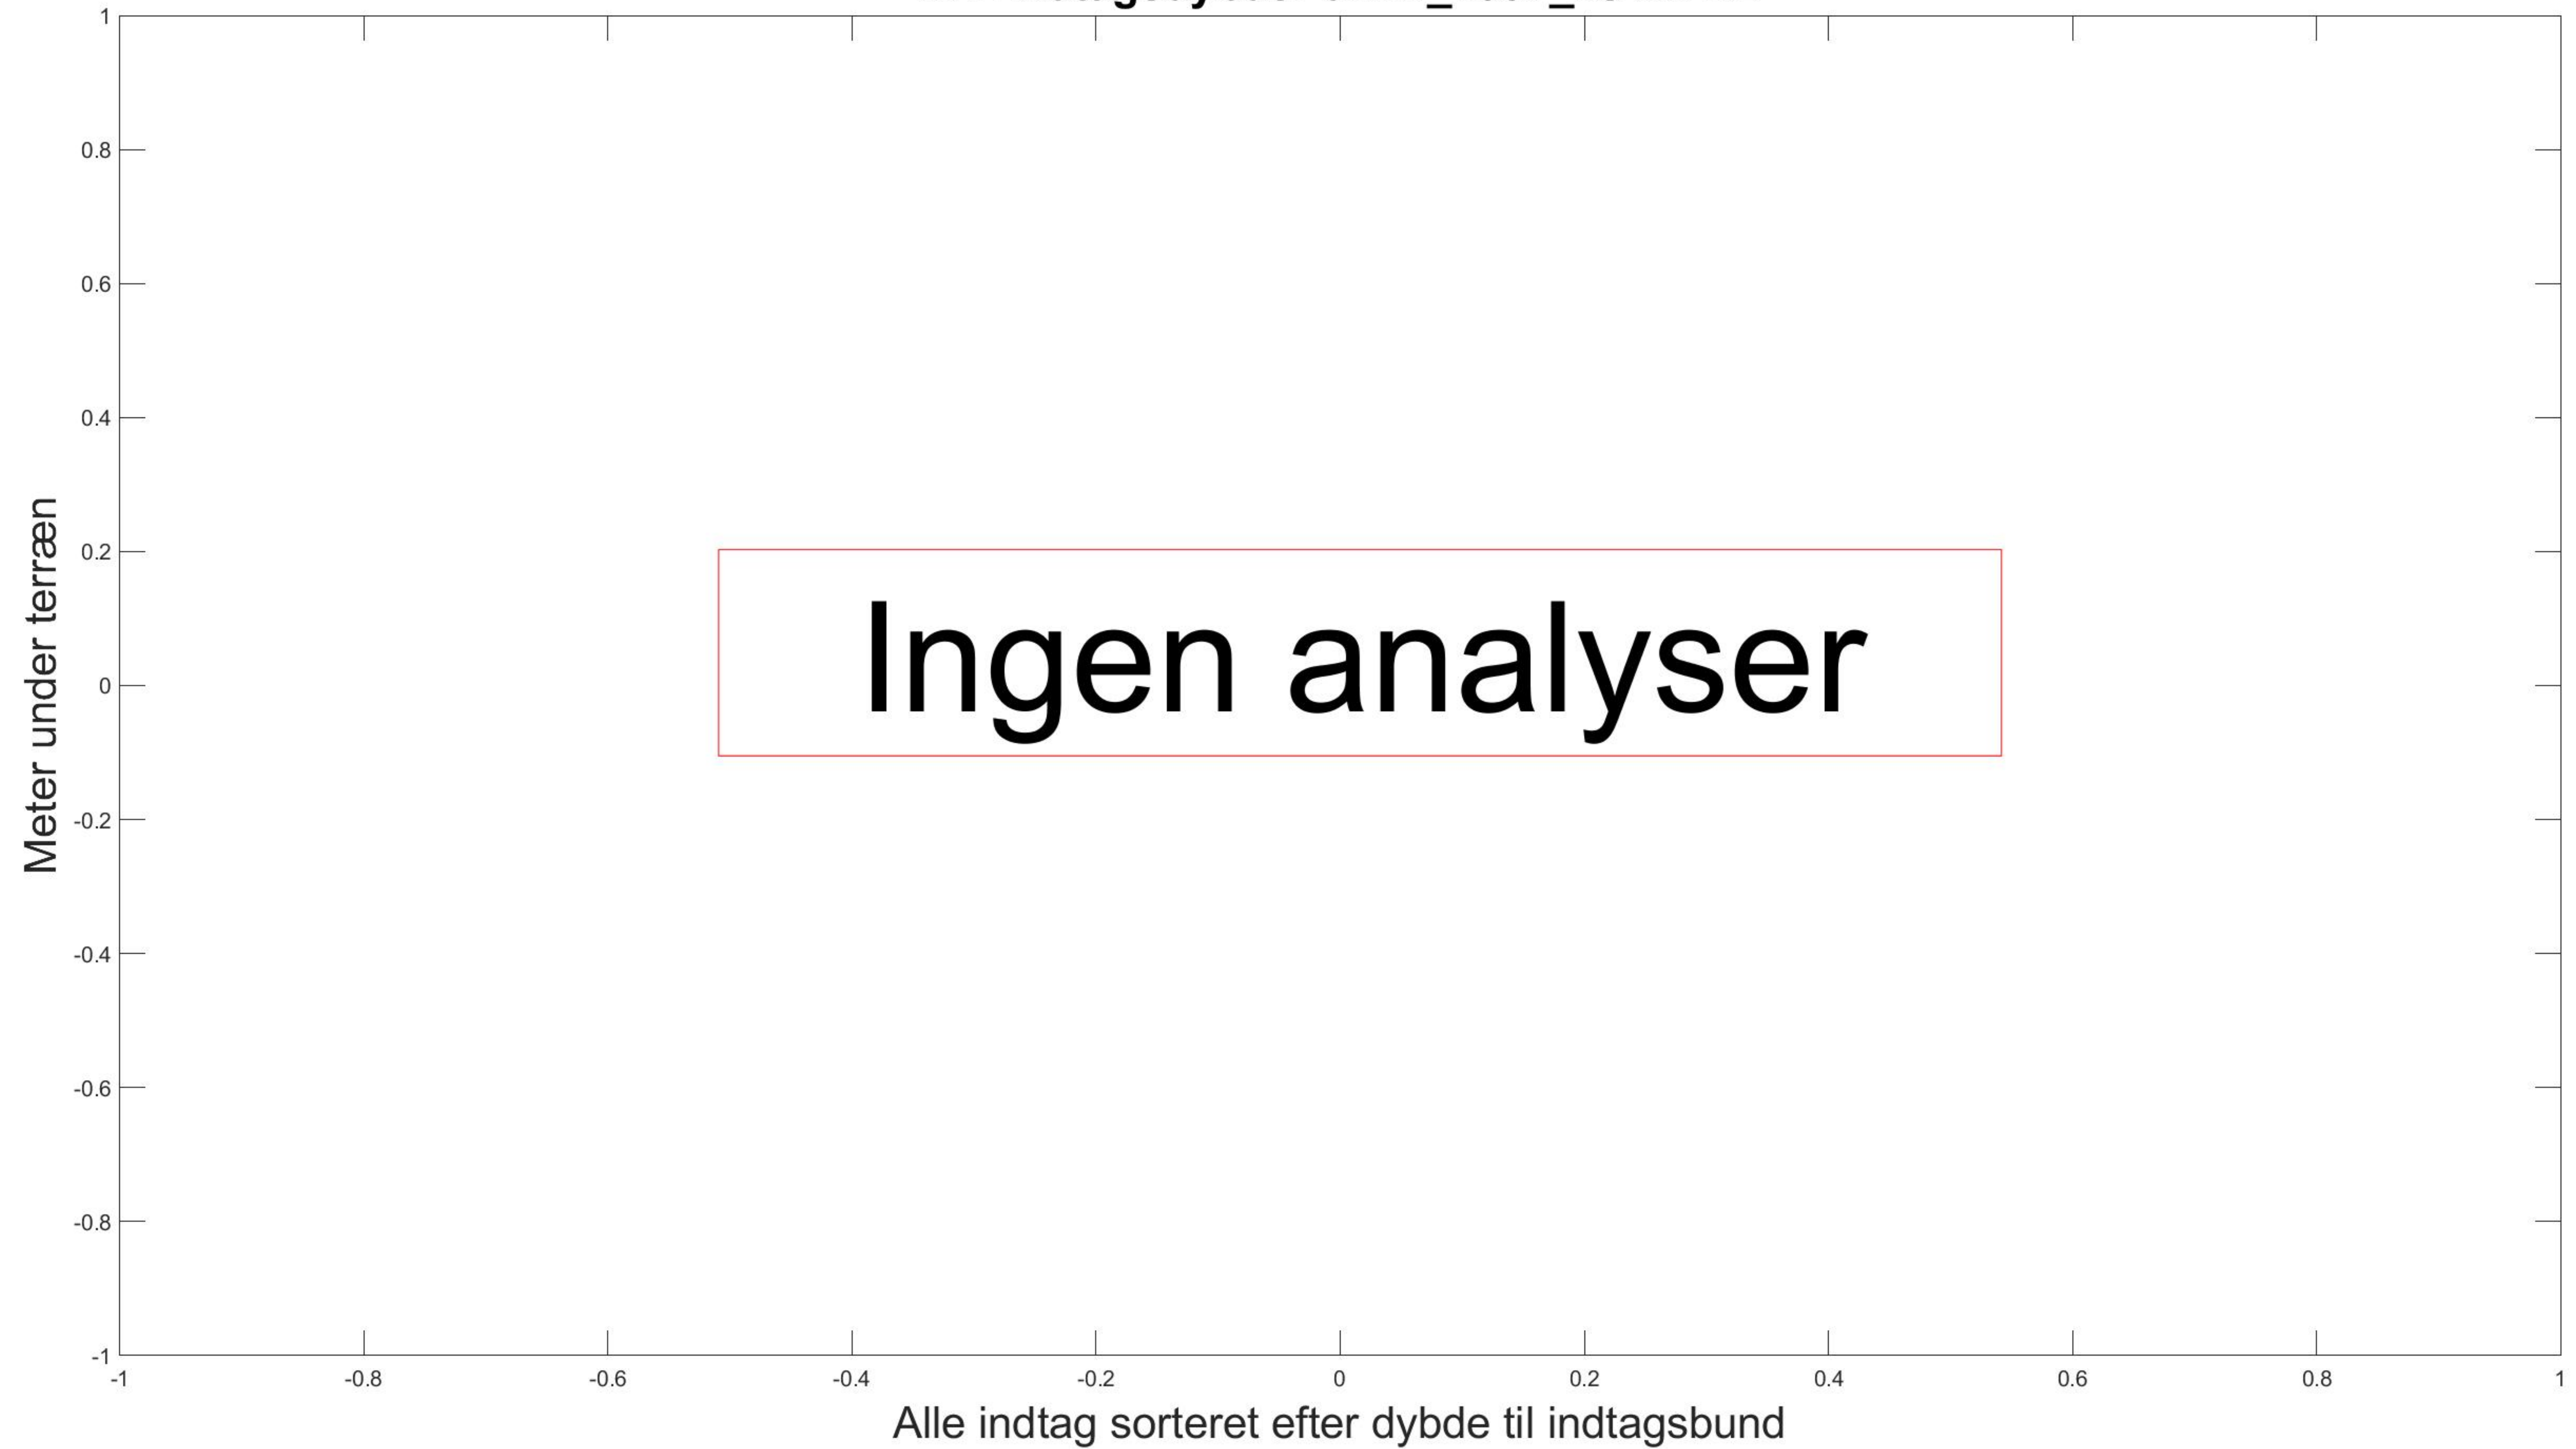 1
0.8
0.6
0.4
0.2
0
-0.2
-0.4
-0.6
-0.8
-1
Meter under terræn
Ingen analyser
-1 -0.8 -0.6 -0.4 -0.2 0 0.2 0.4 0.6 0.8 1
Alle indtag sorteret efter dybde til indtagsbund